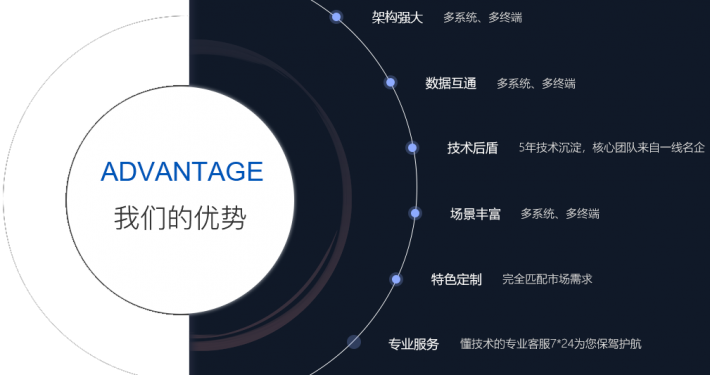 ADVANTAGE
我们的优势
架构强大 多系统、多终端
数据互通 多系统、多终端
技术后盾 5年技术沉淀，核心团队来自一线名企
场景丰富 多系统、多终端
特色定制 完全匹配市场需求
专业服务 懂技术的专业客服7*24为您保驾护航